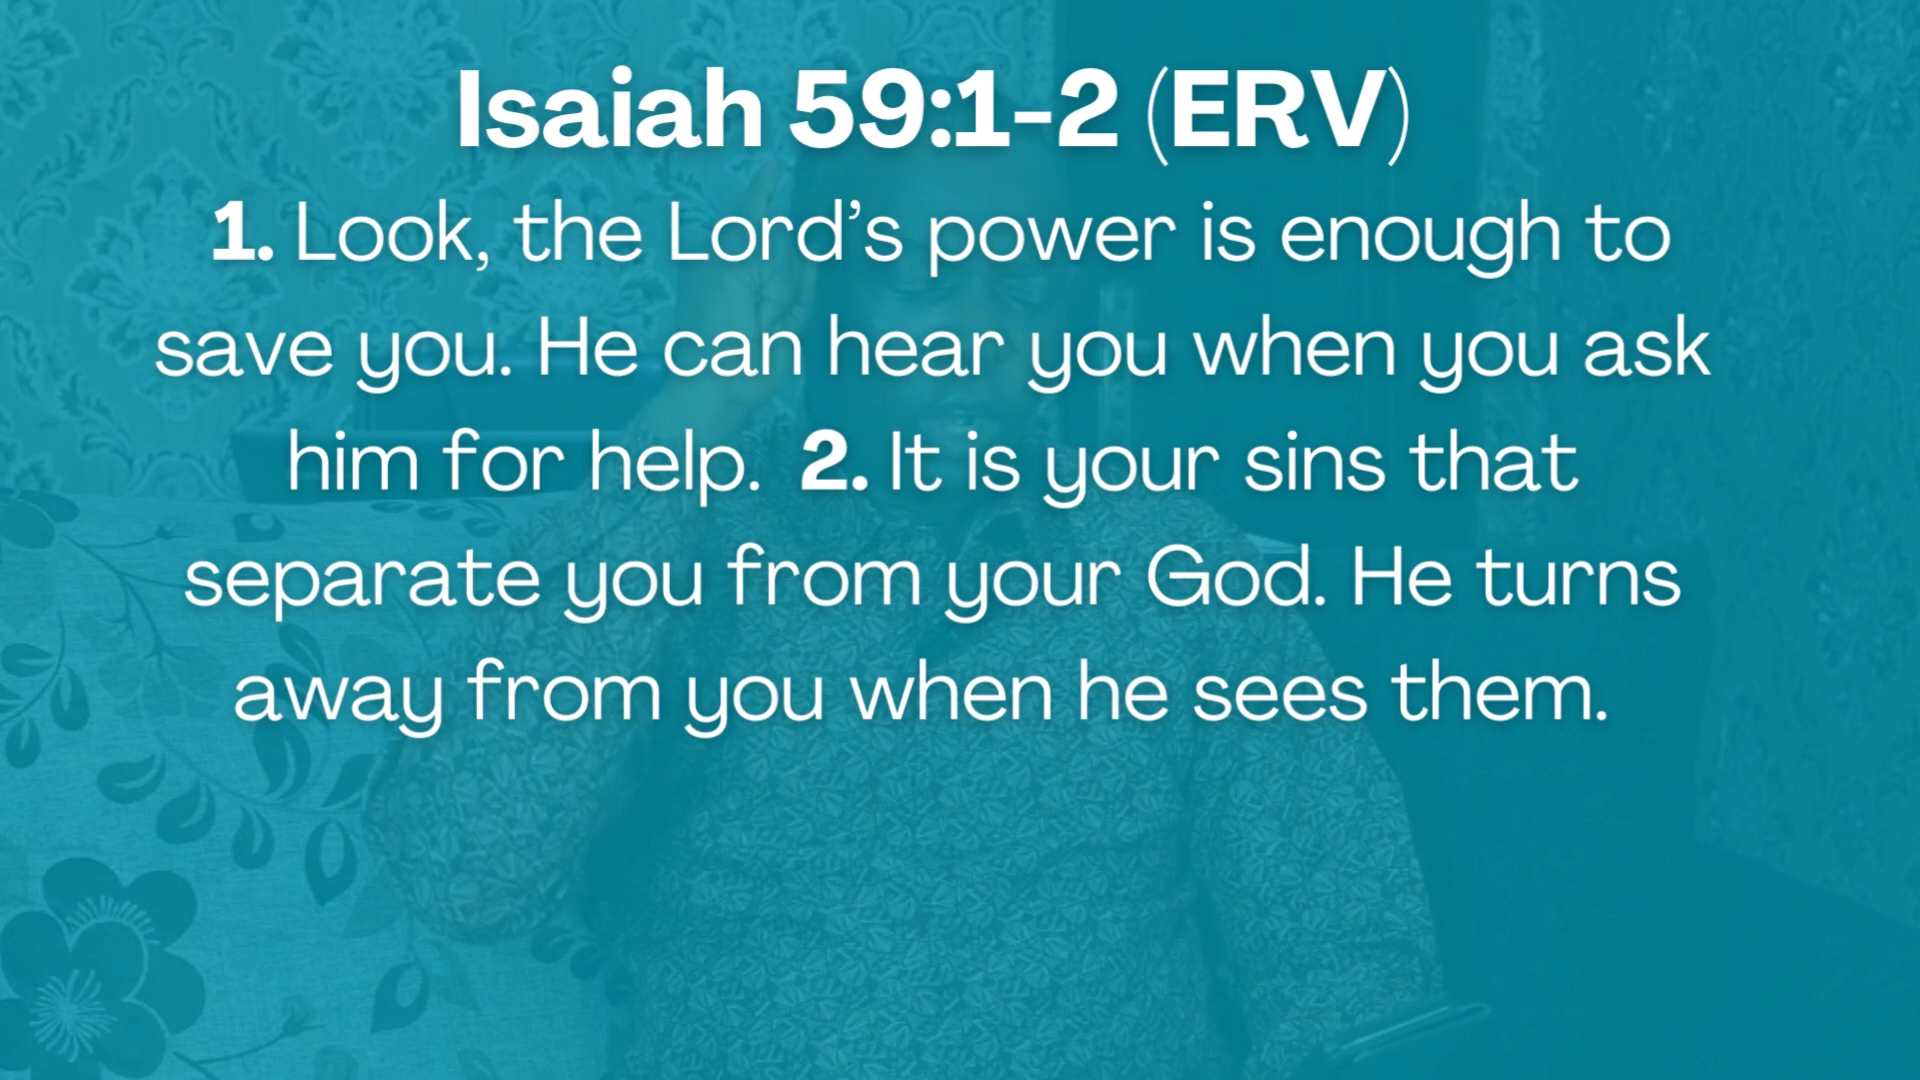 Isaiah 59:1-2 (ERV)
1. Look, the Lord’s power is enough to
save you. He can hear you when you ask
him for help. 2. It is your sins that
separate you from your God. He turns
away from you when he sees them.